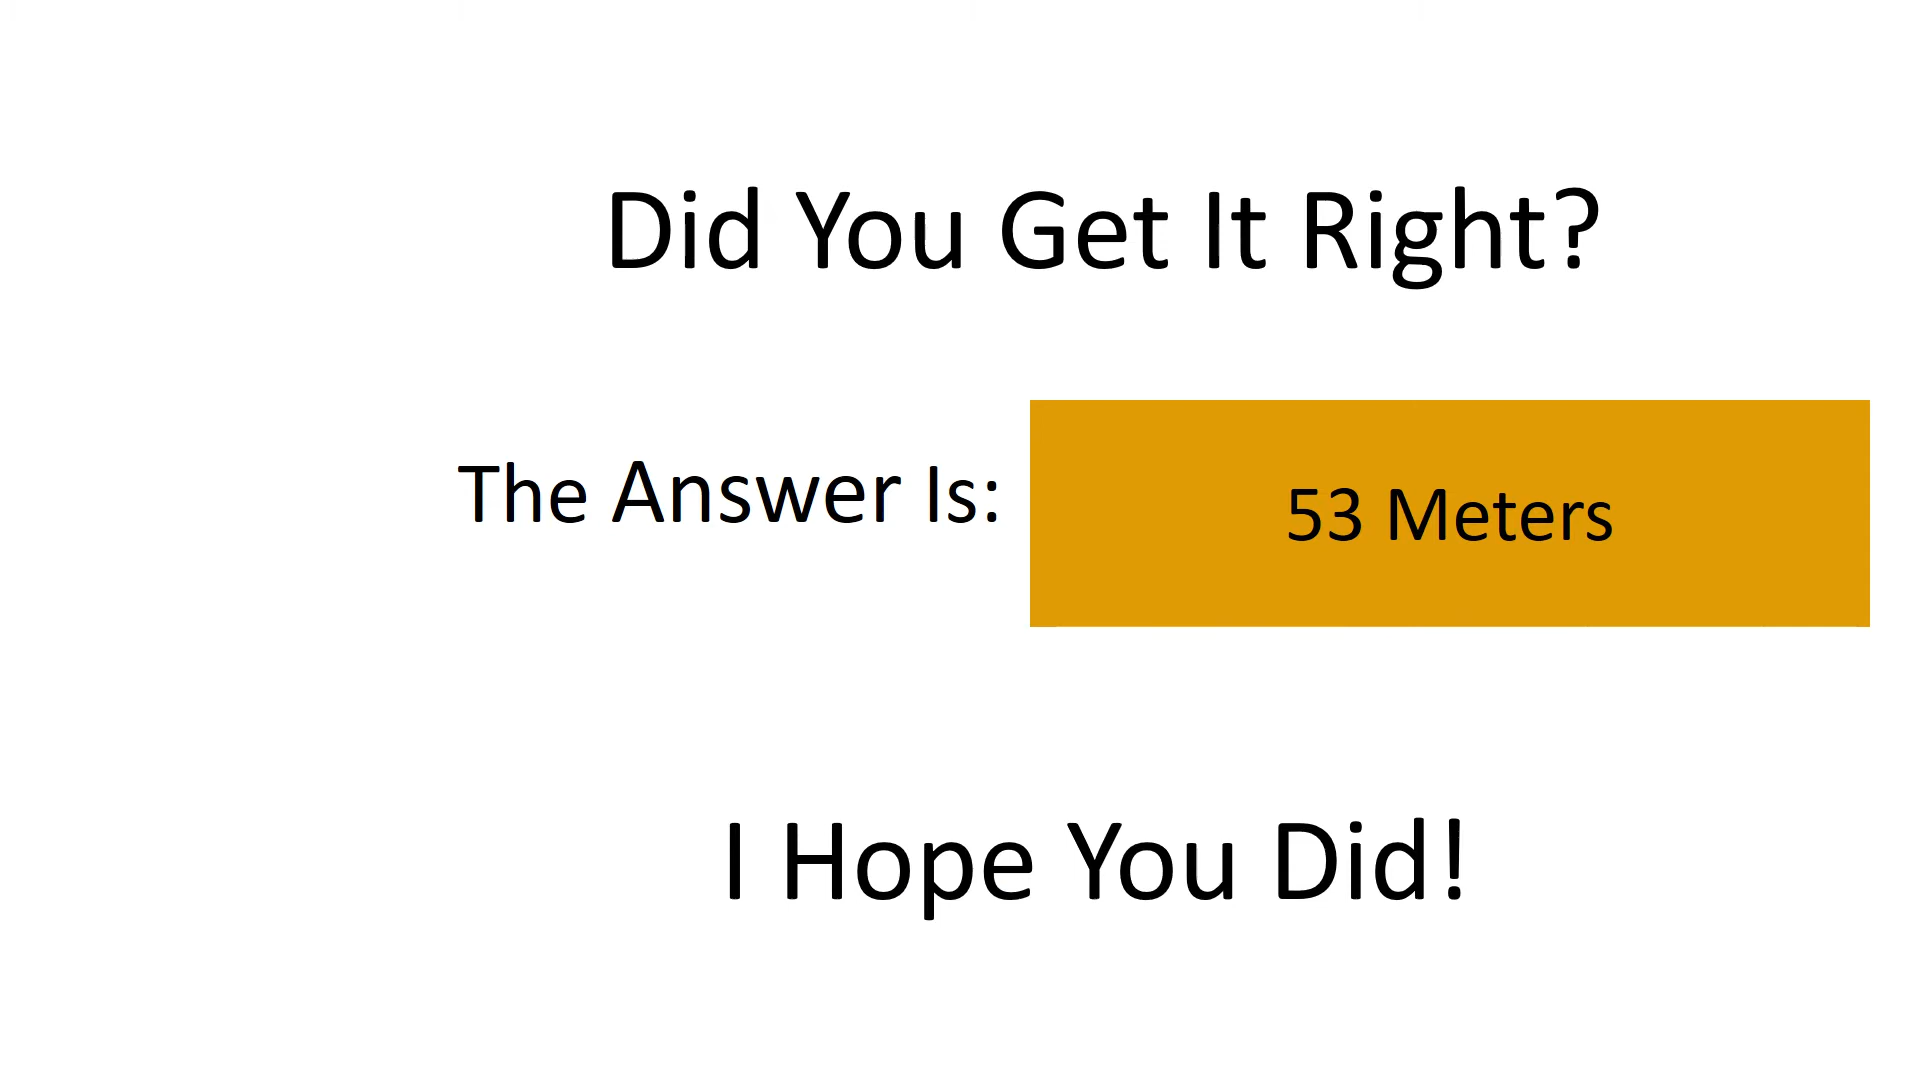 Did You Get It Right?
The Answer Is:
53 Meters
I Hope You Did!